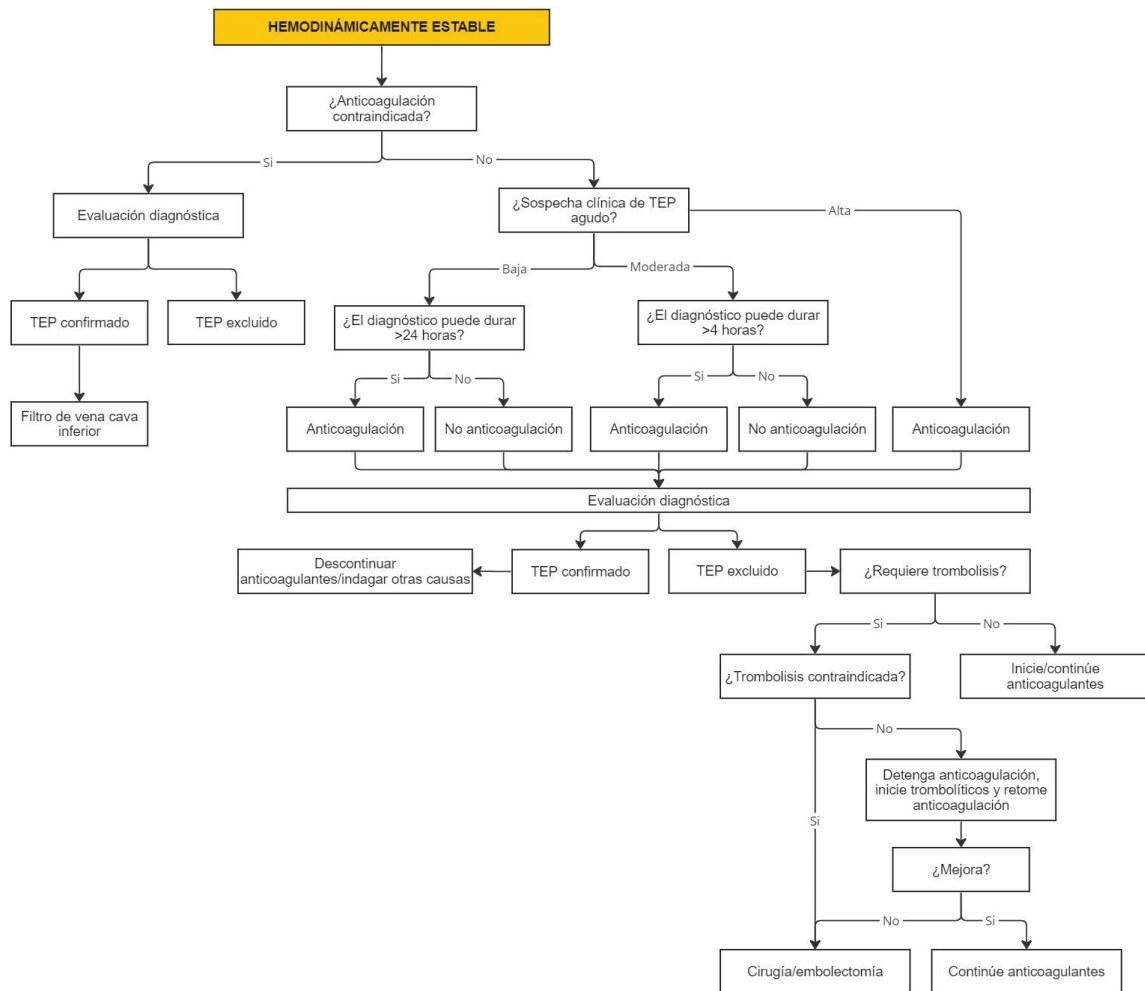 HEMODINÁMICAMENTE ESTABLE
¿Anticoagulación
contraindicada?
Si
No
Evaluación diagnóstica
¿Sospecha clínica de TEP
agudo?
Alta
Baja
Moderada
TEP confirmado
TEP excluido
¿El diagnóstico puede durar
>24 horas?
¿El diagnóstico puede durar
>4 horas?
Si
No
Si
No
Filtro de vena cava
inferior
Anticoagulación
No anticoagulación
Anticoagulación
No anticoagulación
Anticoagulación
Evaluación diagnóstica
Descontinuar
anticoagulantes/indagar otras causas
TEP confirmado
TEP excluido
¿Requiere trombolisis?
Si
No
¿Trombolisis contraindicada?
Inicie/continúe
anticoagulantes
No
Detenga anticoagulación,
inicie trombolíticos y retome
anticoagulación
Si
¿Mejora?
No
Si
Cirugía/embolectomía
Continúe anticoagulantes